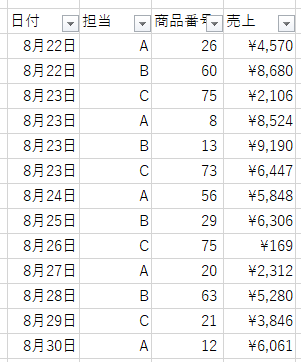 日付 担当 商品番号 売上
8月22日 A 26 ¥4,570
8月22日 B 60 ¥8,680
8月23日 C 75 ¥2,106
8月23日 A 8 ¥8,524
8月23日 B 13 ¥9,190
8月23日 C 73 ¥6,447
8月24日 A 56 ¥5,848
8月25日 B 29 ¥6,306
8月26日 C 75 ¥169
8月27日 A 20 ¥2,312
8月28日 B 63 ¥5,280
8月29日 C 21 ¥3,846
8月30日 A 12 ¥6,061